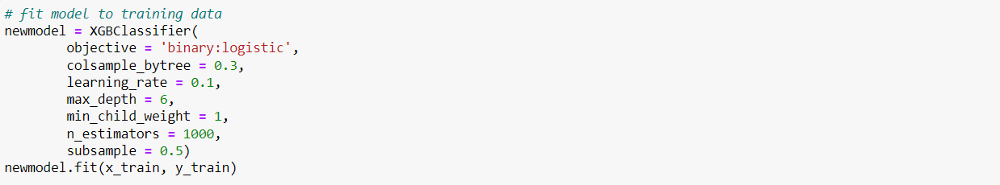 # fit model to training data
newmodel = XGBClassifier(
        objective = 'binary:logistic',
        colsample_bytree = 0.3,
        learning_rate = 0.1,
        max_depth = 6,
        min_child_weight = 1,
        n_estimators = 1000,
        subsample = 0.5)
newmodel.fit(x_train, y_train)